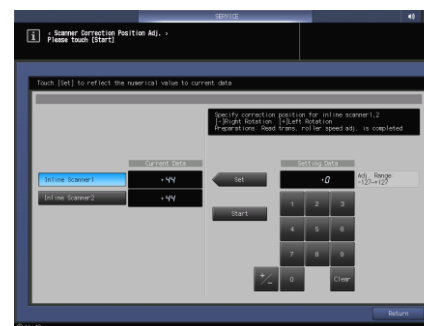 SERVICE
< Scanner Correction Position Adj. >
Please touch [Start]
Touch [Set] to reflect the numerical value to current data
Specify correction position for inline scanner1,2
[-]Right Rotation [+]Left Rotation
Preparations: Read trans. roller speed adj. is completed
Current Data
Setting Data
Inline Scanner1
+44
Set
+0
Adj. Range:
-127~+127
Inline Scanner2
+44
Start
1 2 3
4 5 6
7 8 9
+/- 0 Clear
Return